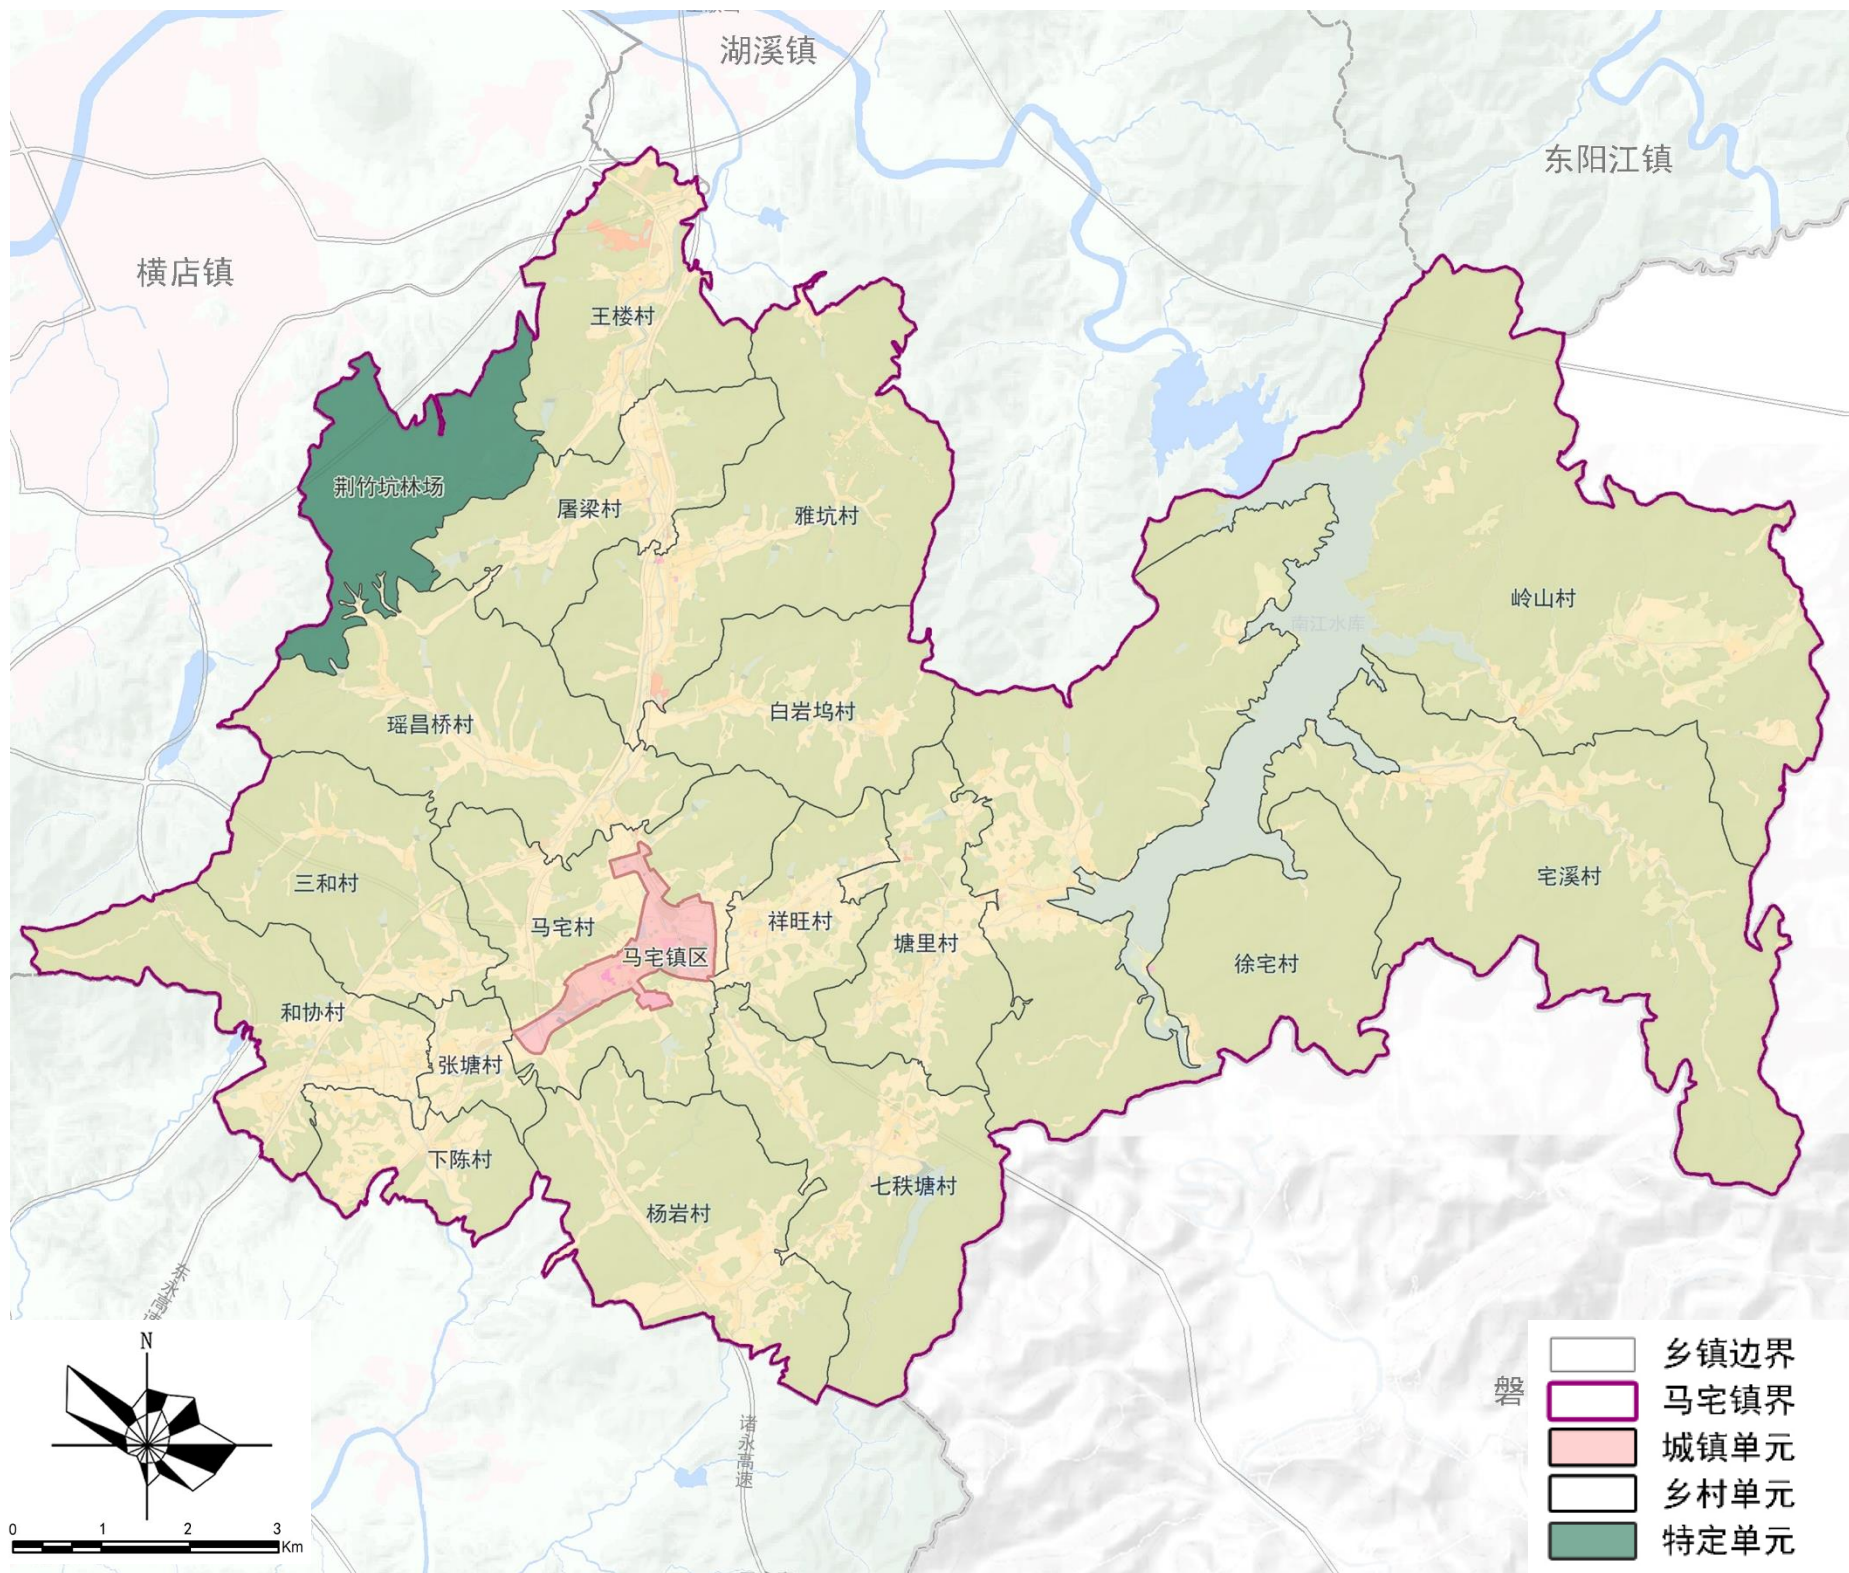 湖溪镇
东阳江镇
横店镇
王楼村
荆竹坑林场
屠梁村
雅坑村
岭山村
南江水库
瑶昌桥村
白岩坞村
三和村
宅溪村
马宅村
祥旺村
塘里村
马宅镇区
徐宅村
和协村
张塘村
下陈村
七秩塘村
杨岩村
东永高速
诸永高速
磐
N
0 1 2 3
Km
乡镇边界
马宅镇界
城镇单元
乡村单元
特定单元